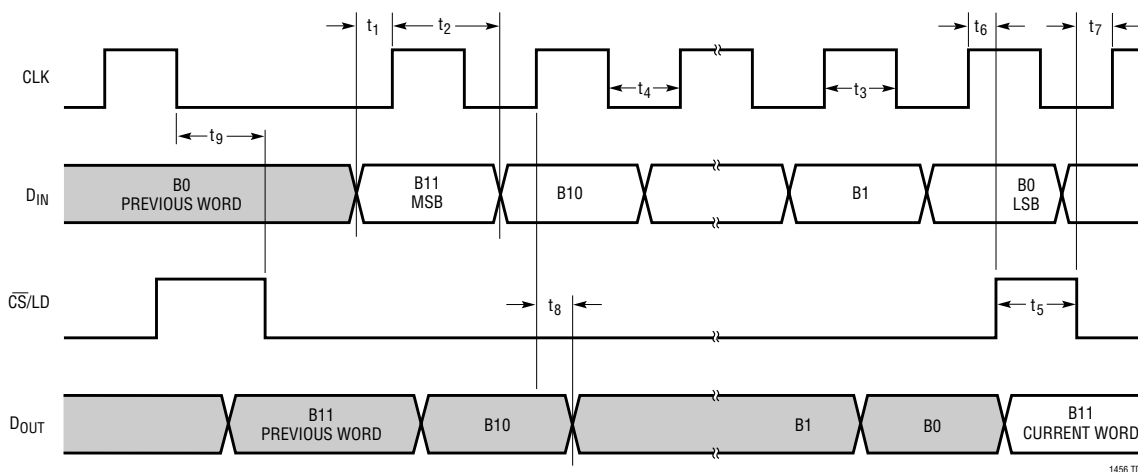 t1
t2
t6
t7
CLK
t4
t3
t9
DIN
B0
PREVIOUS WORD
B11
MSB
B10
B1
B0
LSB
CS/LD
t8
t5
DOUT
B11
PREVIOUS WORD
B10
B1
B0
B11
CURRENT WORD
1456